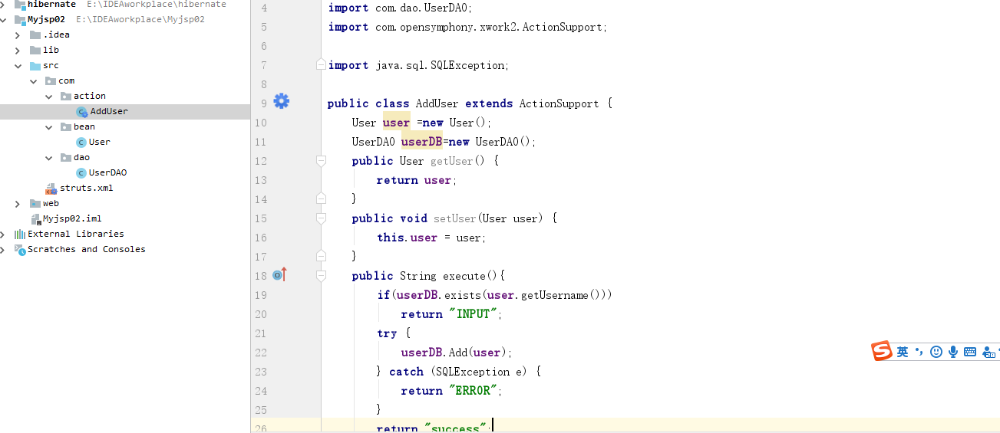 hibernate E:\IDEAworkplace\hibernate
Myjsp02 E:\IDEAworkplace\Myjsp02
.idea
lib
src
com
action
AddUser
bean
User
dao
UserDAO
struts.xml
web
Myjsp02.iml
External Libraries
Scratches and Consoles
4 import com.dao.UserDAO;
5 import com.opensymphony.xwork2.ActionSupport;
6
7 import java.sql.SQLException;
8
9 public class AddUser extends ActionSupport {
10 User user =new User();
11 UserDAO userDB=new UserDAO();
12 public User getUser() {
13 return user;
14 }
15 public void setUser(User user) {
16 this.user = user;
17 }
18 public String execute(){
19 if(userDB.exists(user.getUsername()))
20 return "INPUT";
21 try {
22 userDB.Add(user);
23 } catch (SQLException e) {
24 return "ERROR";
25 }
26 return "success";
英